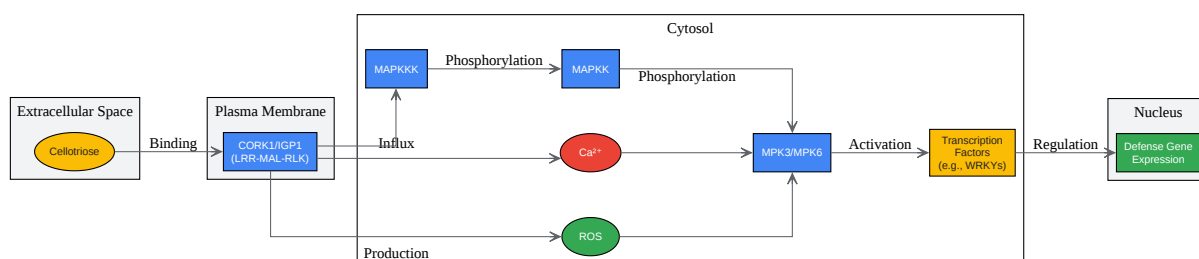 Cytosol
MAPKKK
Phosphorylation
MAPKK
Phosphorylation
Extracellular Space
Cellotriose
Binding
Plasma Membrane
CORK1/IGP1
(LRR-MAL-RLK)
Influx
Ca²⁺
MPK3/MPK6
Activation
Transcription
Factors
(e.g., WRKYs)
Regulation
Nucleus
Defense Gene
Expression
ROS
Production